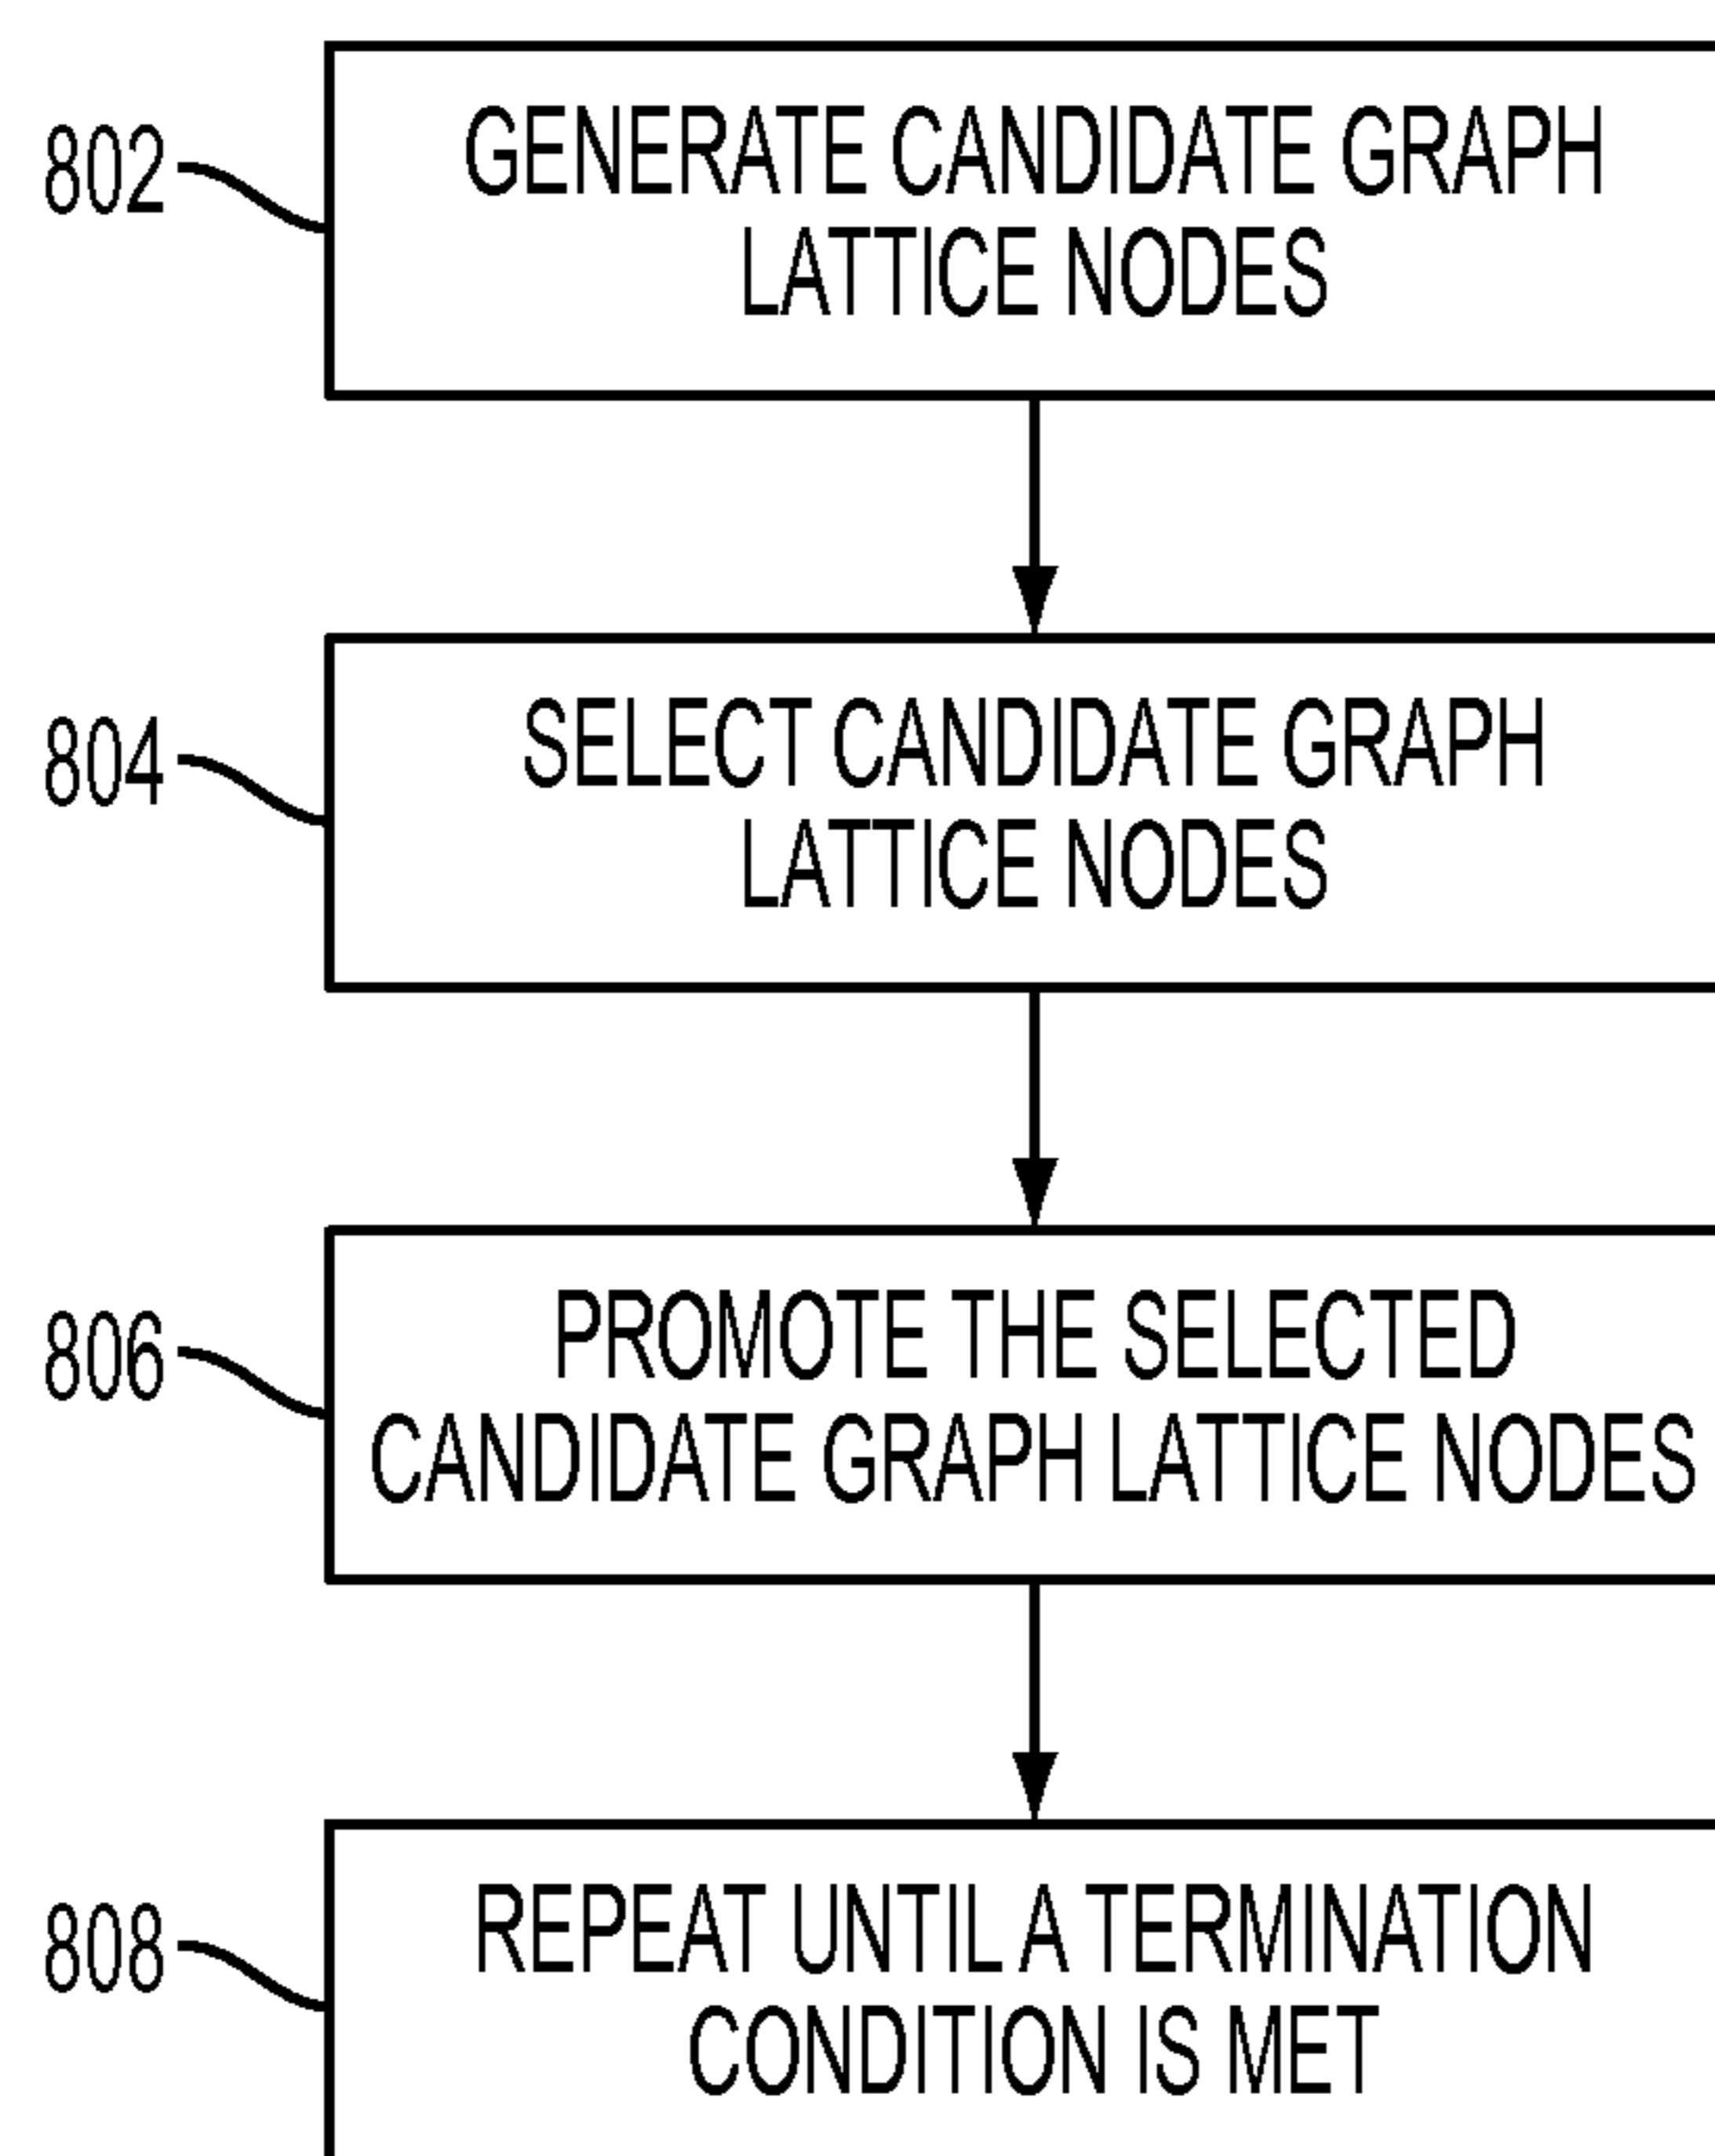 802
GENERATE CANDIDATE GRAPH
LATTICE NODES
804
SELECT CANDIDATE GRAPH
LATTICE NODES
806
PROMOTE THE SELECTED
CANDIDATE GRAPH LATTICE NODES
808
REPEAT UNTIL A TERMINATION
CONDITION IS MET